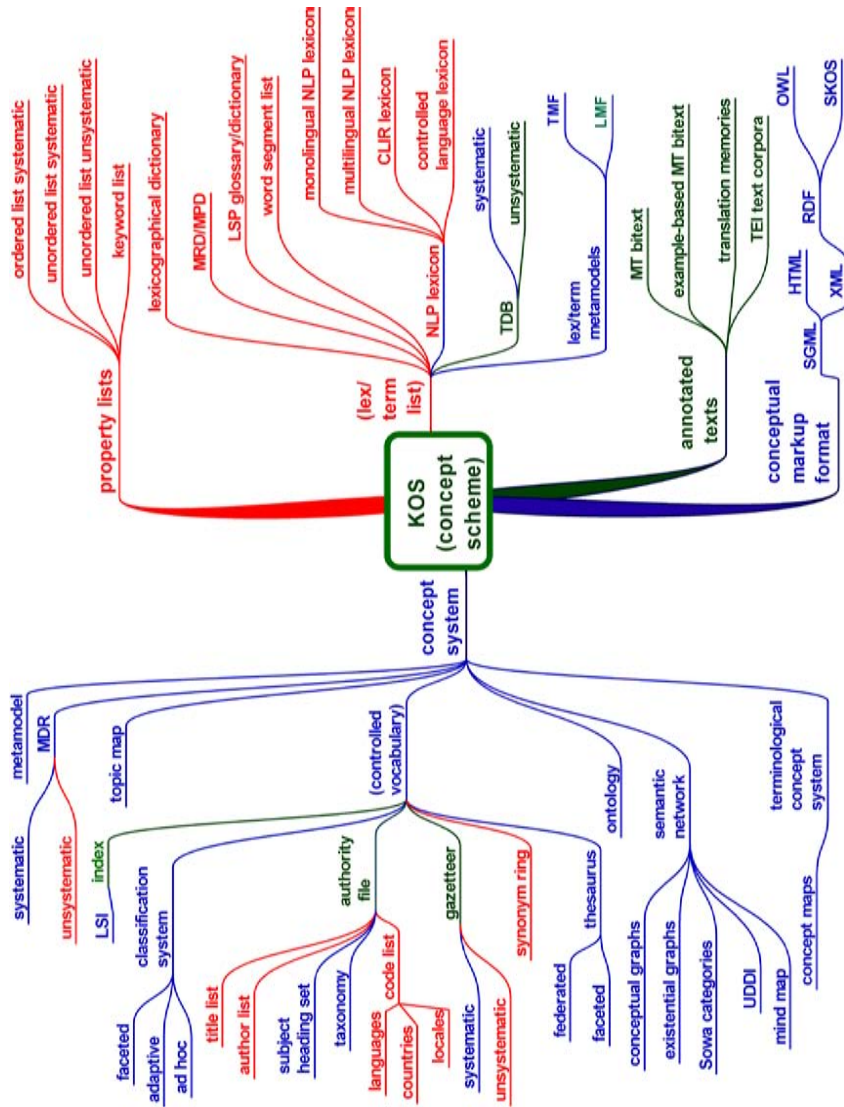 KOS
(concept
scheme)
property lists
ordered list systematic
unordered list systematic
unordered list unsystematic
keyword list
(lex/
term
list)
lexicographical dictionary
MRD/MPD
LSP glossary/dictionary
word segment list
NLP lexicon
monolingual NLP lexicon
multilingual NLP lexicon
CLIR lexicon
controlled
language lexicon
TDB
systematic
unsystematic
lex/term
metamodels
TMF
LMF
annotated
texts
MT bitext
example-based MT bitext
translation memories
TEI text corpora
conceptual
markup
format
SGML
HTML
XML
RDF
OWL
SKOS
concept
system
metamodel
MDR
systematic
unsystematic
topic map
(controlled
vocabulary)
index
LSI
classification
system
faceted
adaptive
ad hoc
authority
file
title list
author list
subject
heading set
taxonomy
code list
languages
countries
locales
gazetteer
systematic
unsystematic
synonym ring
thesaurus
federated
faceted
ontology
semantic
network
conceptual graphs
existential graphs
Sowa categories
UDDI
mind map
terminological
concept
system
concept maps